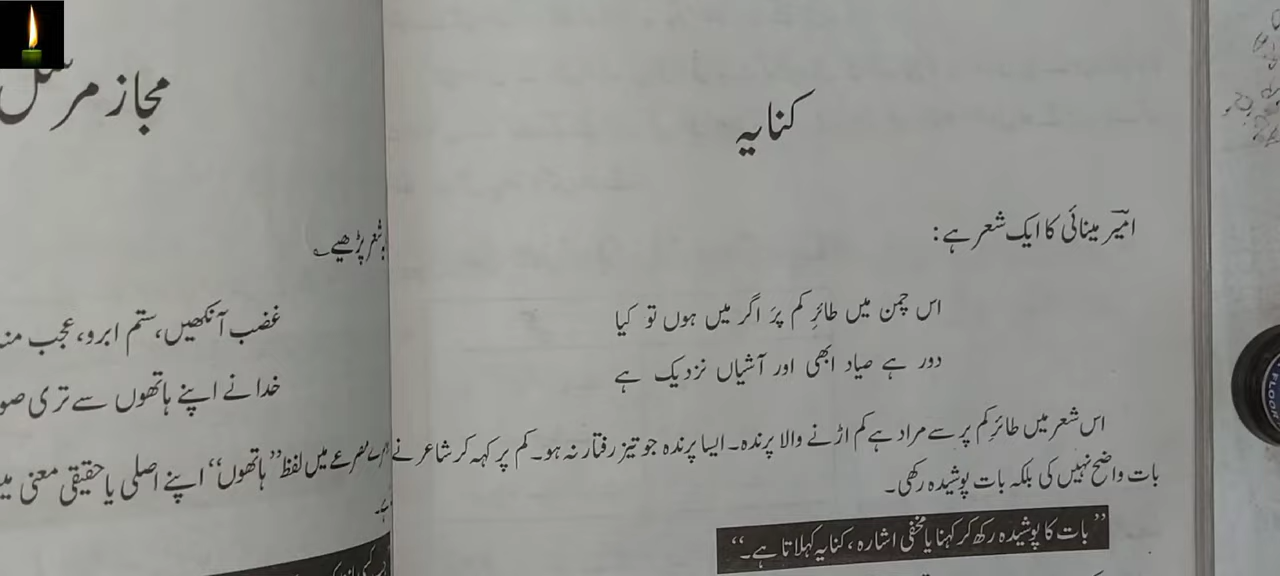 کنایہ
امیرؔ مینائی کا ایک شعر ہے:
اس چمن میں طائرِ کم پر اگر میں ہوں تو کیا
دور ہے صیاد ابھی اور آشیاں نزدیک ہے
اس شعر میں طائرِ کم پر سے مراد ہے کم اڑنے والا پرندہ۔ ایسا پرندہ جو تیز رفتار نہ ہو۔ کم پر کہہ کر شاعر نے
بات واضح نہیں کی بلکہ بات پوشیدہ رکھی۔
”بات کا پوشیدہ رکھ کر کہنا یا مخفی اشارہ، کنایہ کہلاتا ہے۔“
مجاز مرسل
شعر پڑھیے
غضب آنکھیں، ستم ابرو، عجب
خدا نے اپنے ہاتھوں سے تری
مصرعے میں لفظ ”ہاتھوں“ اپنے اصلی یا حقیقی معنی